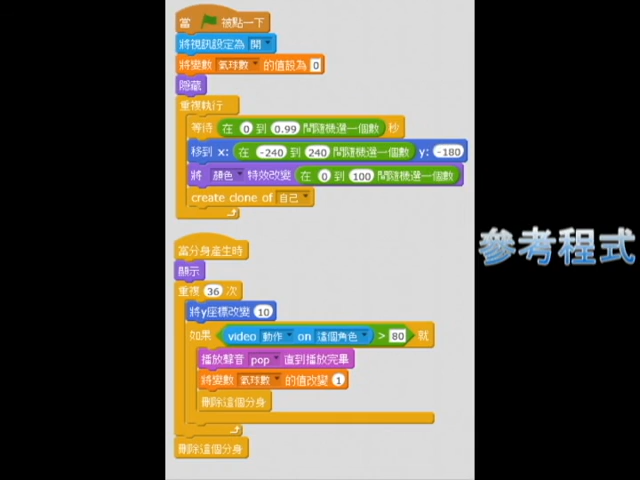 當 被點一下
將視訊設定為 開
將變數 氣球數 的值設為 0
隱藏
重複執行
等待 在 0 到 0.99 間隨機選一個數 秒
移到 x: 在 -240 到 240 間隨機選一個數 y: -180
將 顏色 特效改變 在 0 到 100 間隨機選一個數
create clone of 自己
當分身產生時
顯示
重複 36 次
將y座標改變 10
如果 video 動作 on 這個角色 > 80 就
播放聲音 pop 直到播放完畢
將變數 氣球數 的值改變 1
刪除這個分身
刪除這個分身
參考程式